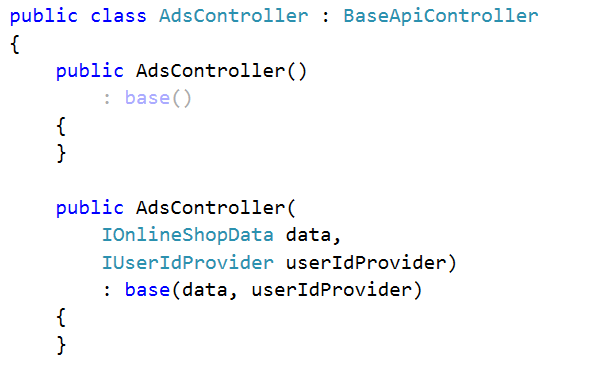 public class AdsController : BaseApiController
{
    public AdsController()
        : base()
    {
    }

    public AdsController(
        IOnlineShopData data,
        IUserIdProvider userIdProvider)
        : base(data, userIdProvider)
    {
    }